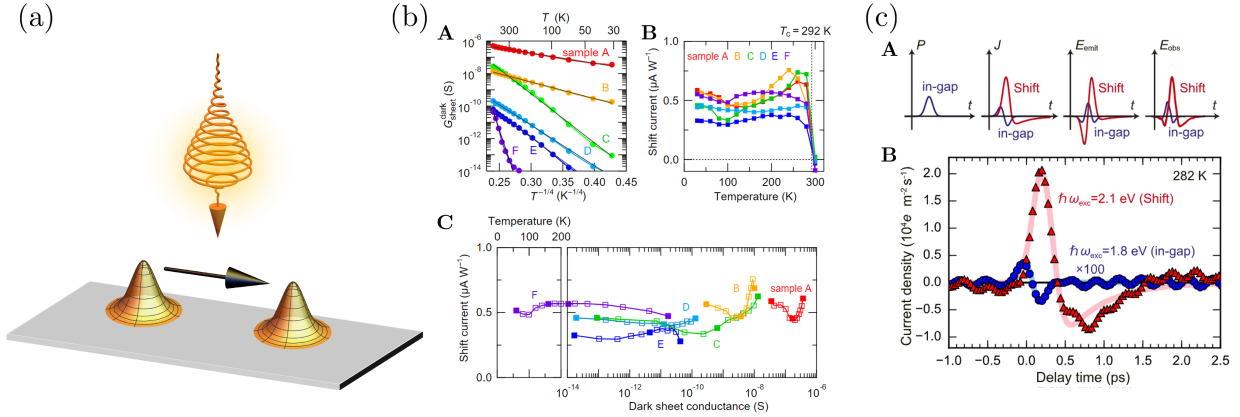 (a)
(b)
A
T (K)
300 100 50 30
10⁻⁶
10⁻⁸
10⁻¹⁰
10⁻¹²
10⁻¹⁴
G_sheet^dark (S)
sample A
B
C
D
E
F
0.25 0.30 0.35 0.40 0.45
T⁻¹/⁴ (K⁻¹/⁴)
B
T_C = 292 K
Shift current (µA W⁻¹)
1.0
0.5
0.0
sample A B C D E F
0 100 200 300
Temperature (K)
C
Temperature (K)
0 100 200
Shift current (µA W⁻¹)
1.0
0.5
0.0
F
D
E
C
B
sample A
10⁻¹⁴ 10⁻¹² 10⁻¹⁰ 10⁻⁸ 10⁻⁶
Dark sheet conductance (S)
(c)
A
P
in-gap
t
J
Shift
in-gap
t
E_emit
Shift
in-gap
t
E_obs
Shift
in-gap
t
B
282 K
ħω_exc=2.1 eV (Shift)
ħω_exc=1.8 eV (in-gap)
×100
Current density (10⁴e m⁻² s⁻¹)
2.0
1.5
1.0
0.5
0.0
-0.5
-1.0
−1.0 −0.5 0.0 0.5 1.0 1.5 2.0 2.5
Delay time (ps)